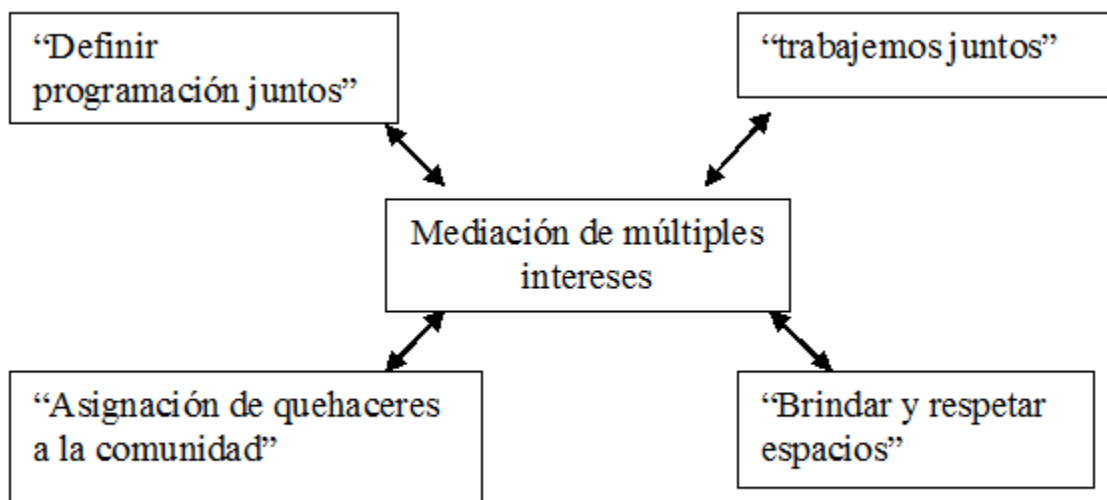 “Definir
programación juntos”
“trabajemos juntos”
Mediación de múltiples
intereses
“Asignación de quehaceres
a la comunidad”
“Brindar y respetar
espacios”